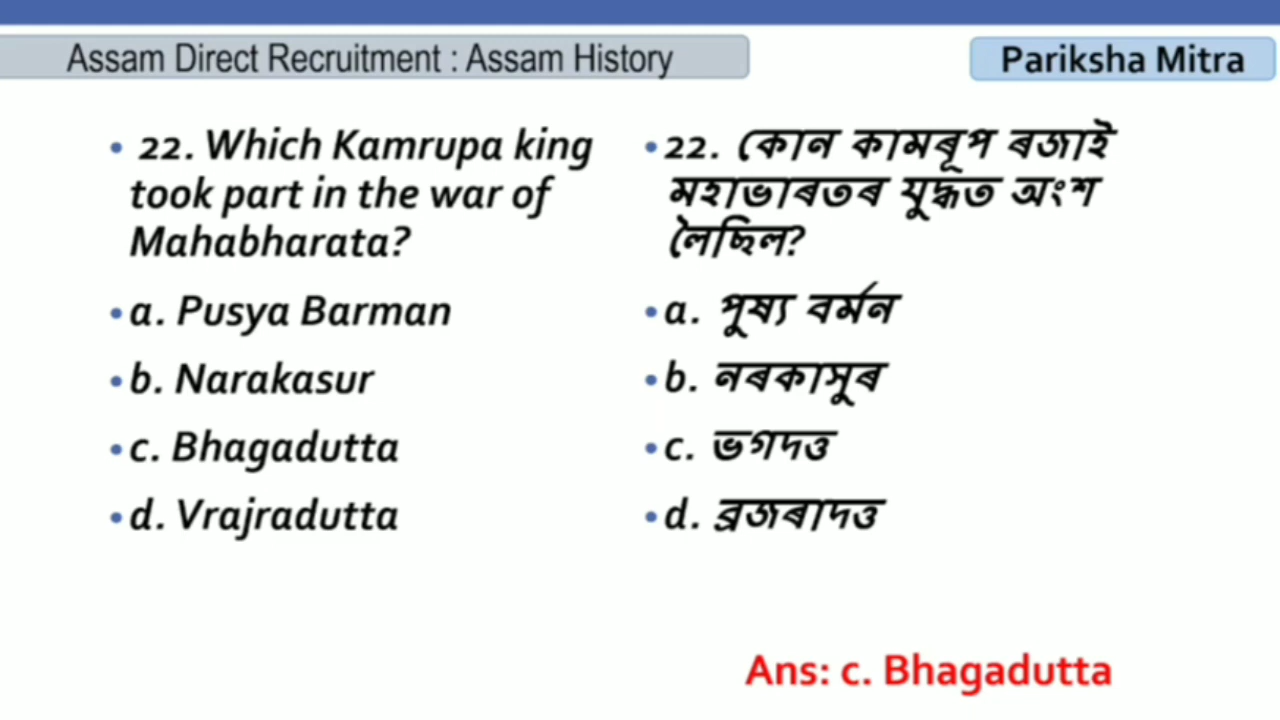 Assam Direct Recruitment : Assam History
Pariksha Mitra
• 22. Which Kamrupa king
took part in the war of
Mahabharata?
• a. Pusya Barman
• b. Narakasur
• c. Bhagadutta
• d. Vrajradutta
• 22. কোন কামৰূপ ৰজাই
মহাভাৰতৰ যুদ্ধত অংশ
লৈছিল?
• a. পুষ্য বৰ্মন
• b. নৰকাসুৰ
• c. ভগদত্ত
• d. ব্ৰজৰাদত্ত
Ans: c. Bhagadutta